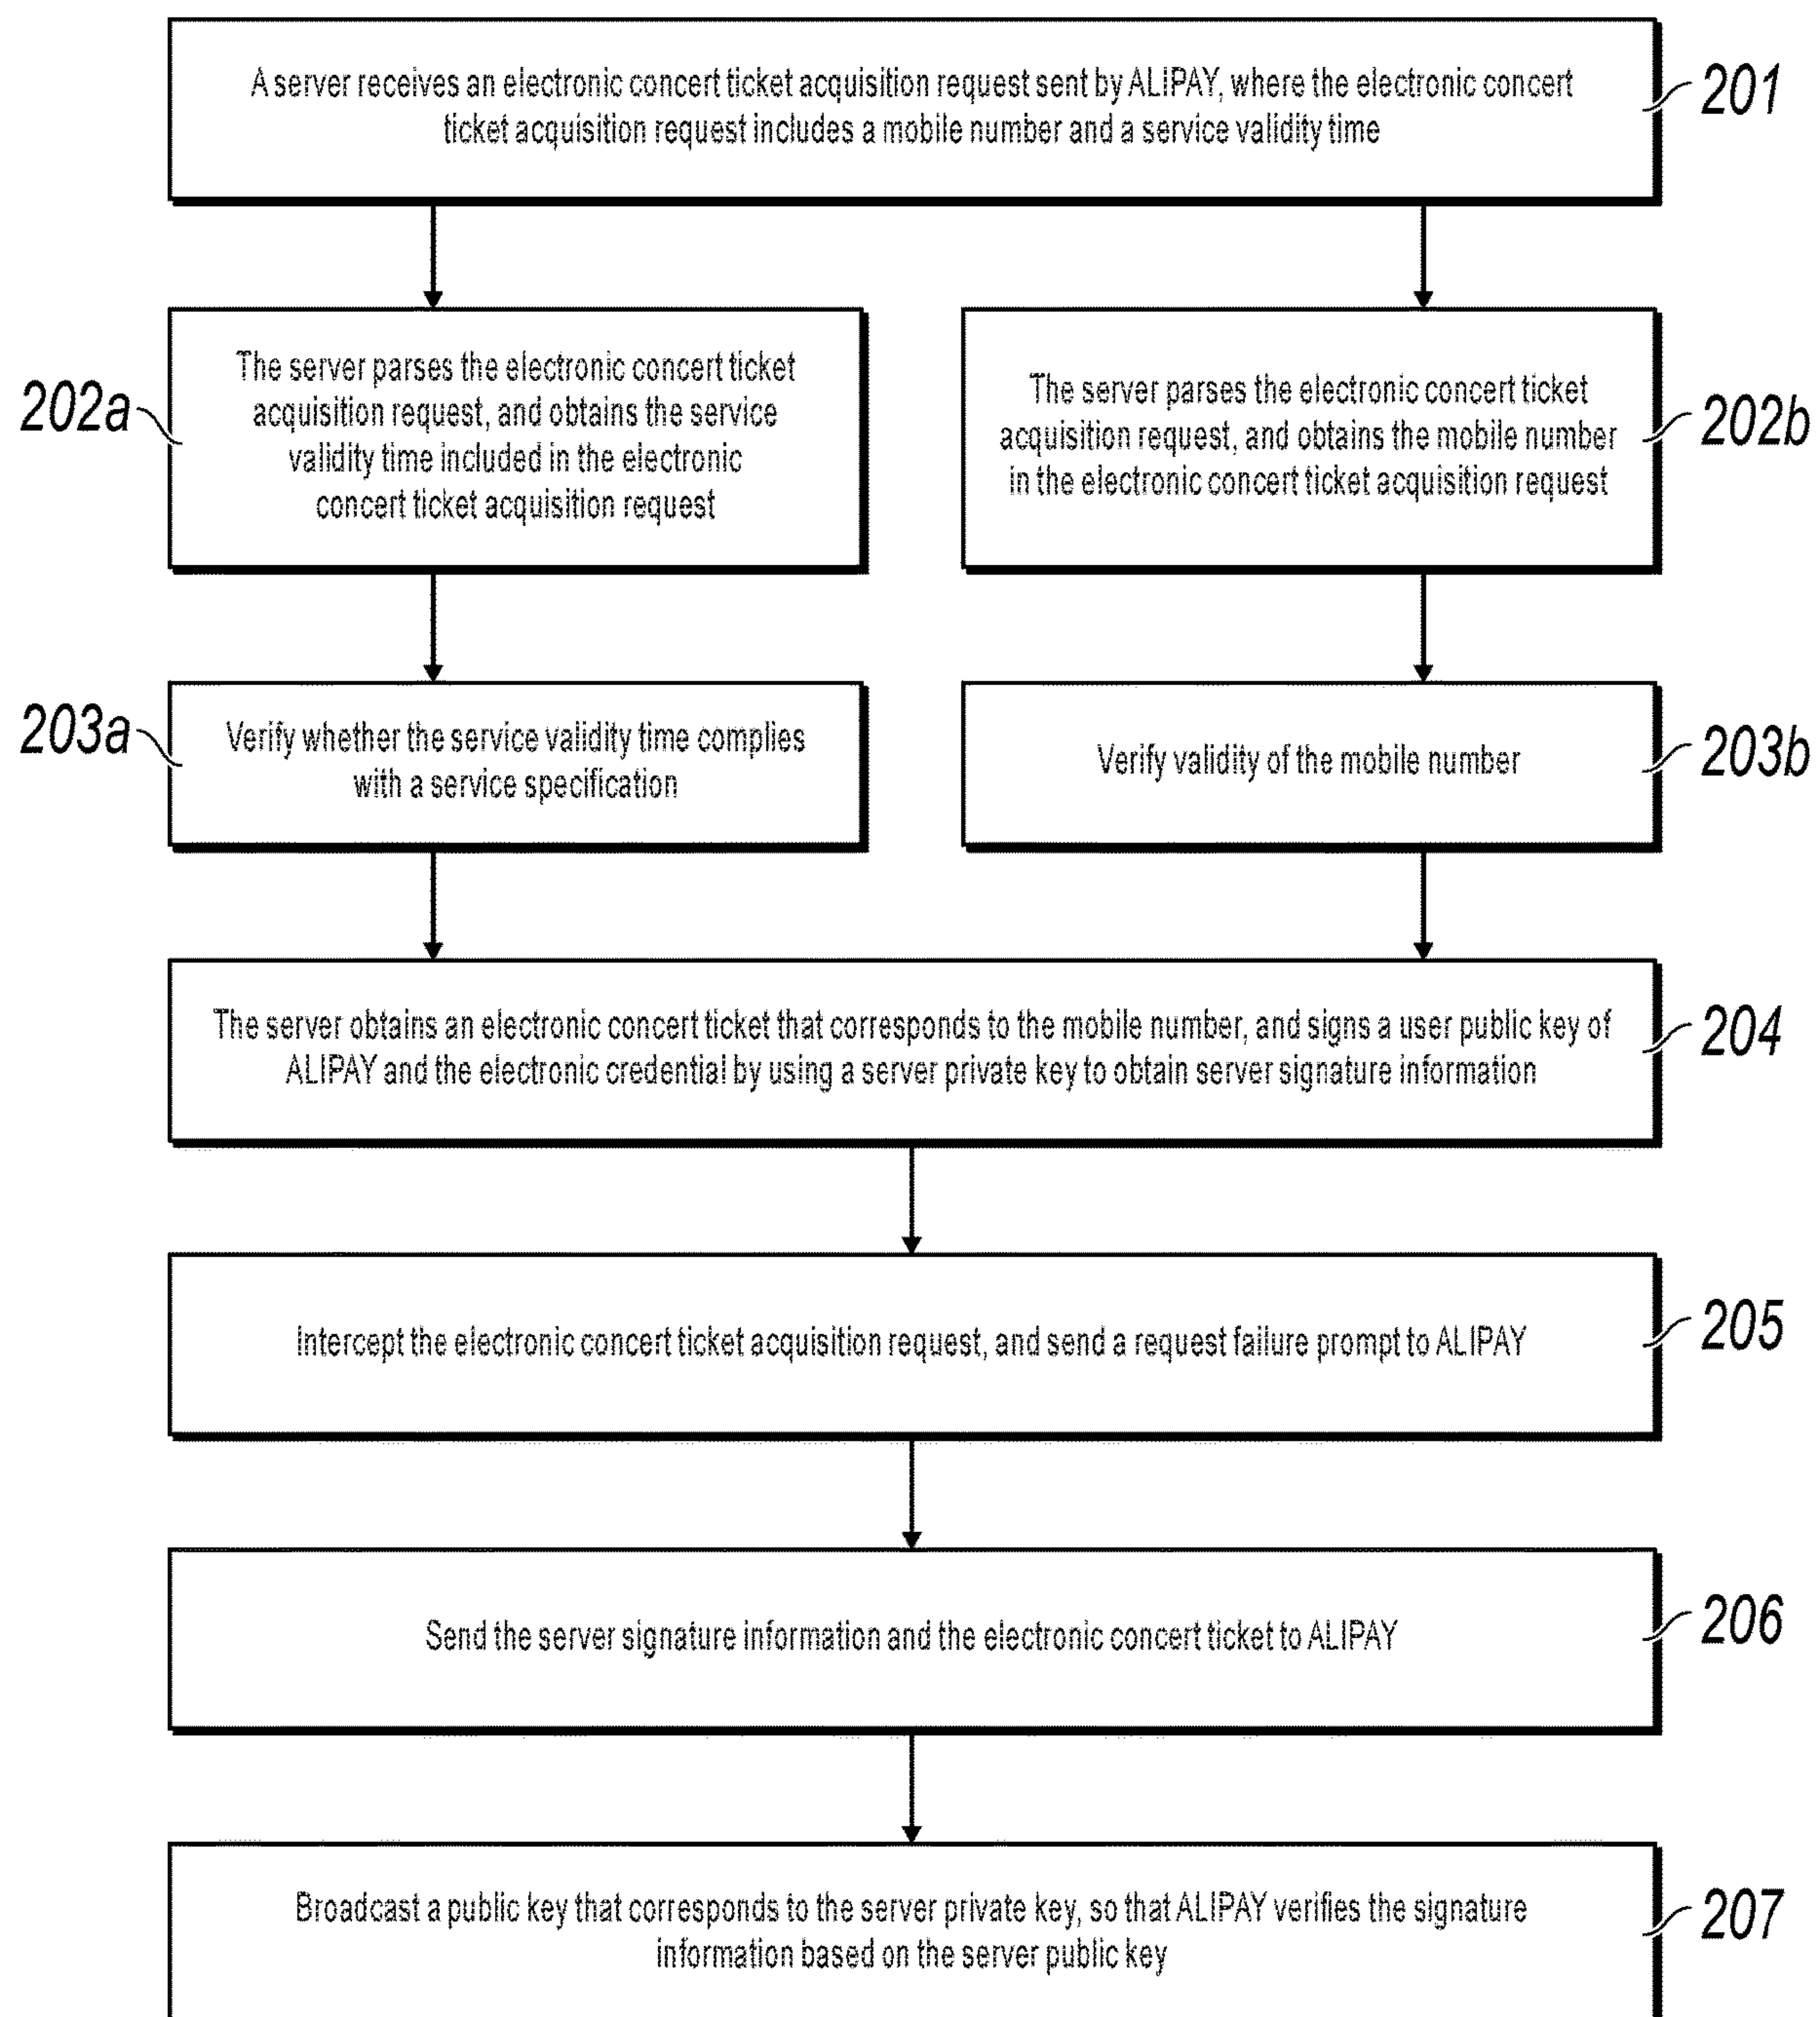 A server receives an electronic concert ticket acquisition request sent by ALIPAY, where the electronic concert
ticket acquisition request includes a mobile number and a service validity time
201
202a
The server parses the electronic concert ticket
acquisition request, and obtains the service
validity time included in the electronic
concert ticket acquisition request
The server parses the electronic concert ticket
acquisition request, and obtains the mobile number
in the electronic concert ticket acquisition request
202b
203a
Verify whether the service validity time complies
with a service specification
Verify validity of the mobile number
203b
The server obtains an electronic concert ticket that corresponds to the mobile number, and signs a user public key of
ALIPAY and the electronic credential by using a server private key to obtain server signature information
204
Intercept the electronic concert ticket acquisition request, and send a request failure prompt to ALIPAY
205
Send the server signature information and the electronic concert ticket to ALIPAY
206
Broadcast a public key that corresponds to the server private key, so that ALIPAY verifies the signature
information based on the server public key
207